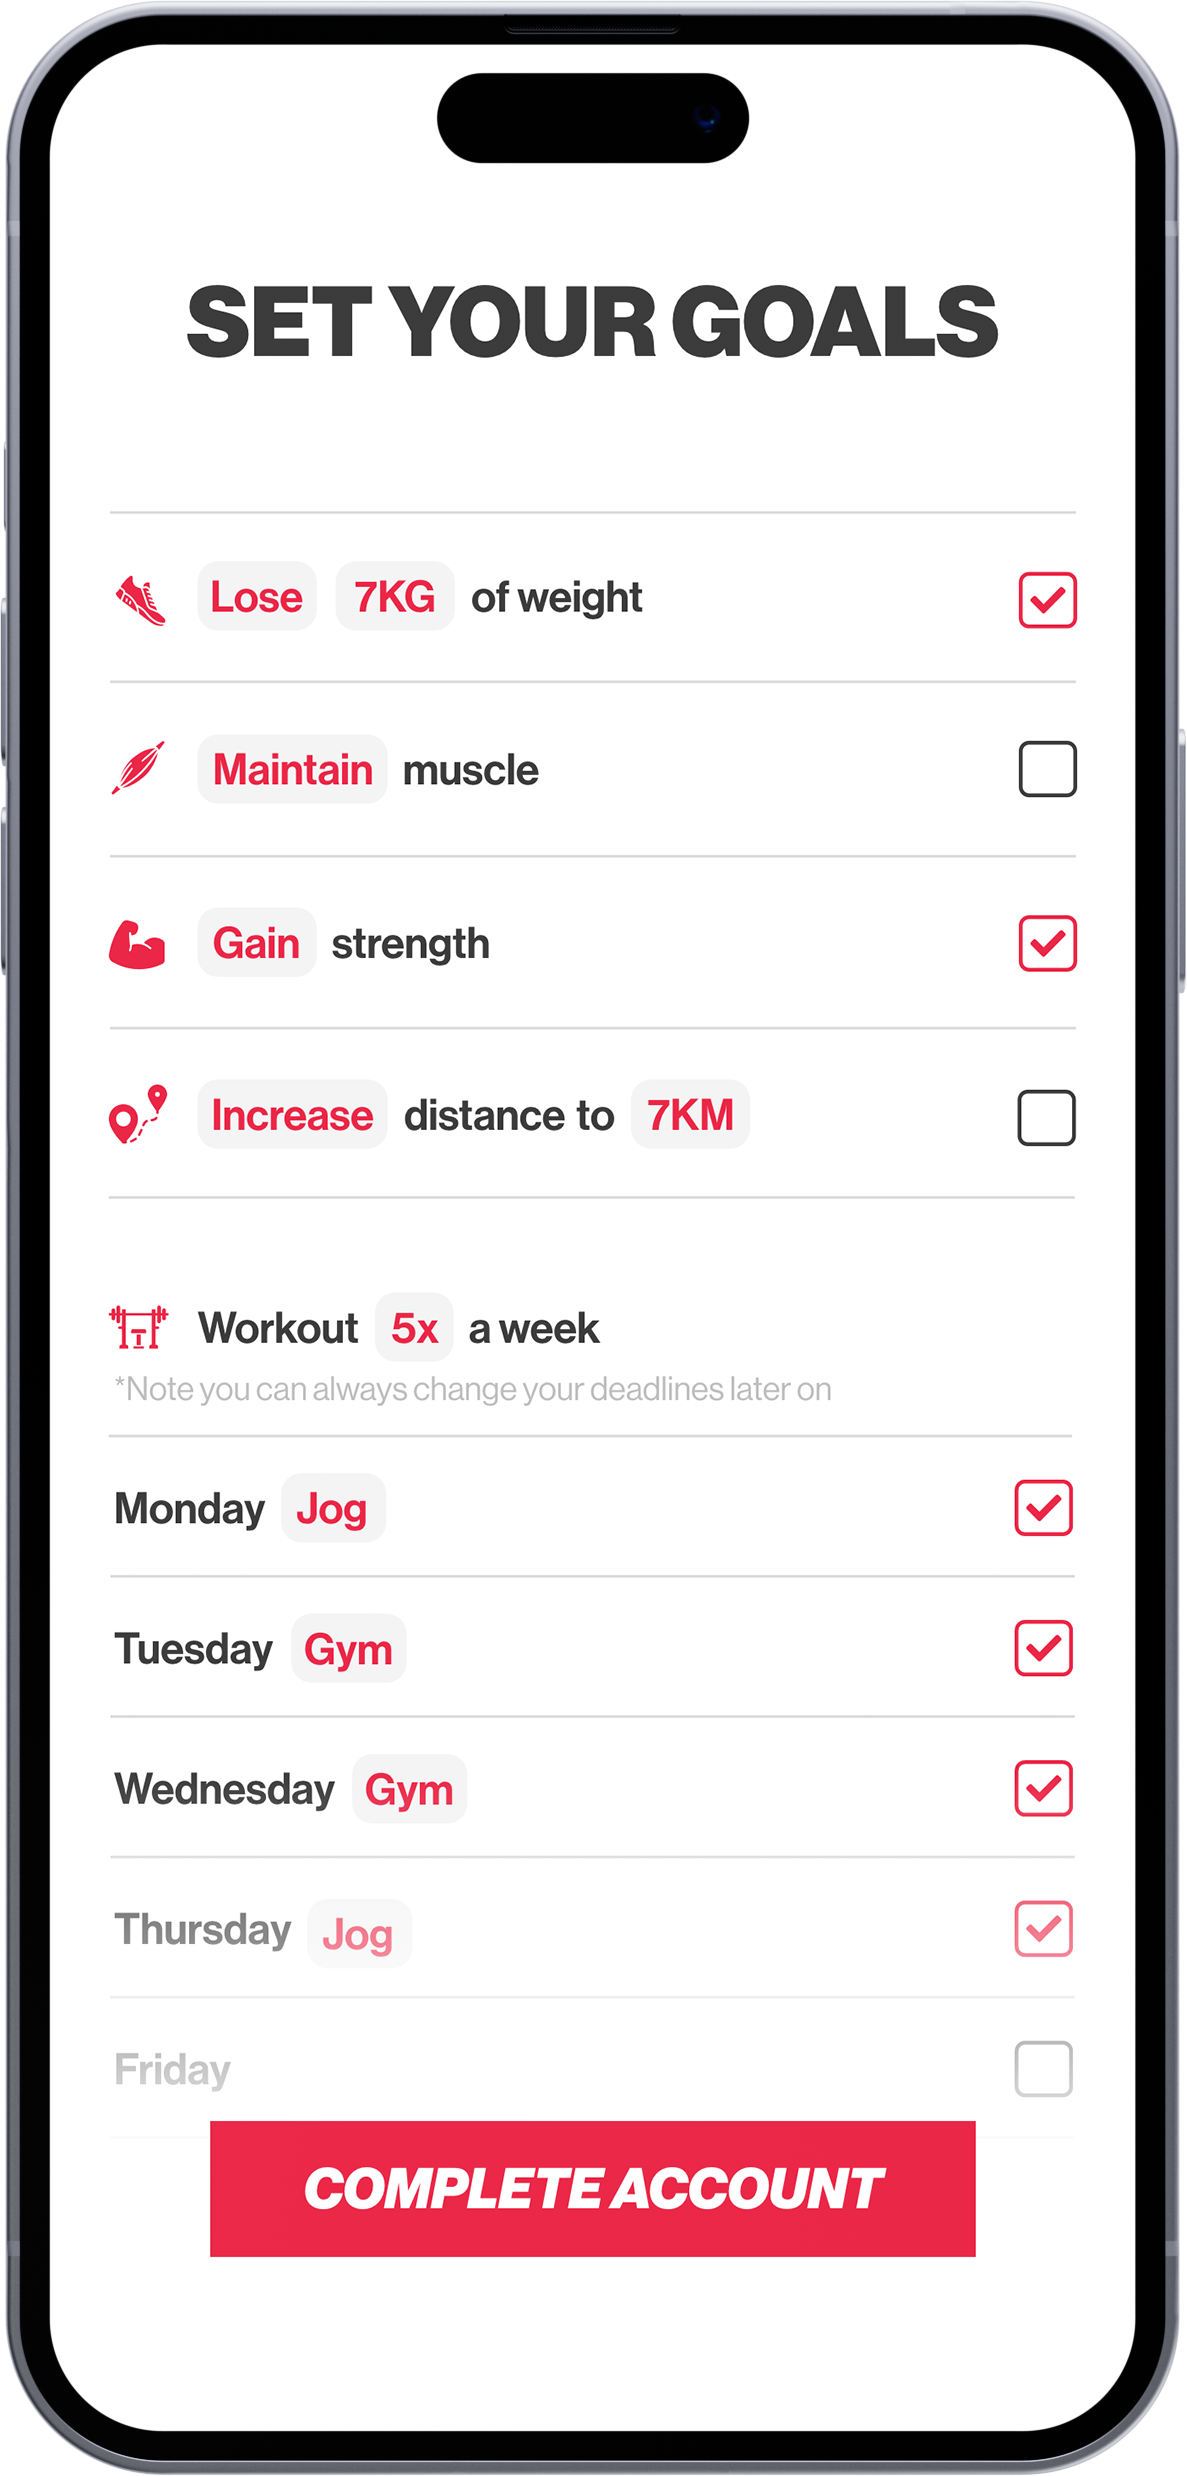 SET YOUR GOALS
Lose 7KG of weight
Maintain muscle
Gain strength
Increase distance to 7KM
Workout 5x a week
*Note you can always change your deadlines later on
Monday Jog
Tuesday Gym
Wednesday Gym
Thursday Jog
Friday
COMPLETE ACCOUNT